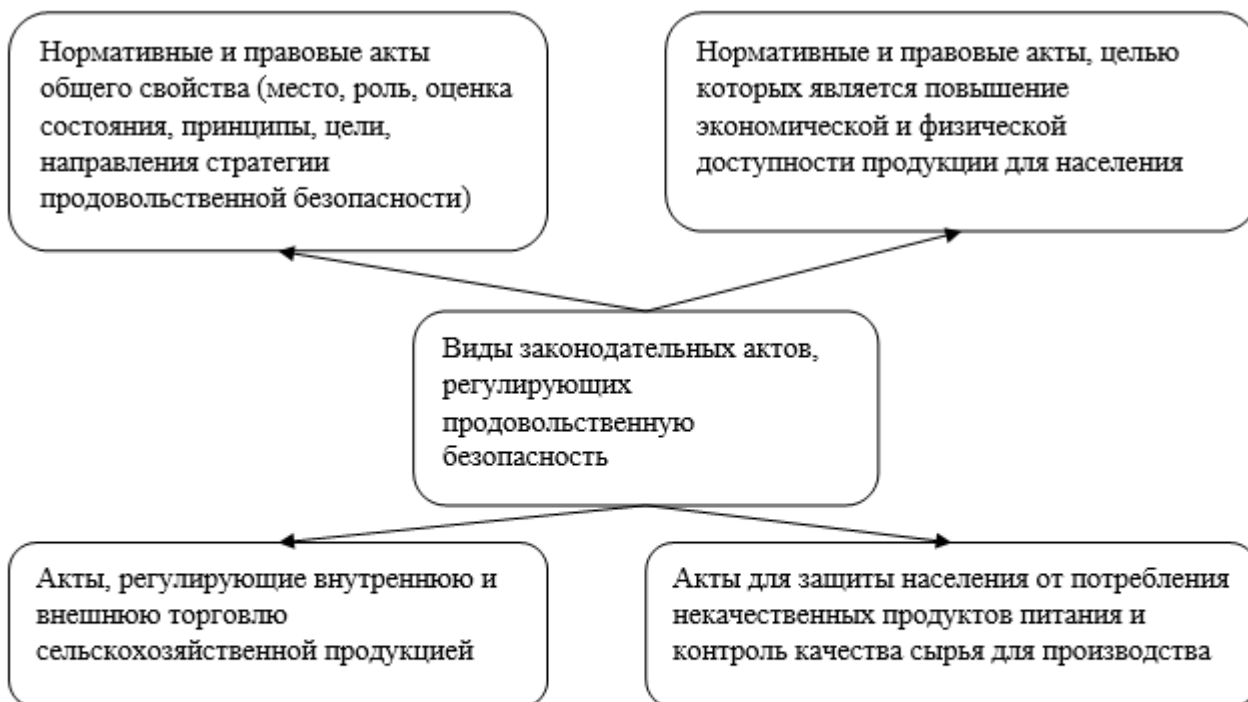 Нормативные и правовые акты
общего свойства (место, роль, оценка
состояния, принципы, цели,
направления стратегии
продовольственной безопасности)
Нормативные и правовые акты, целью
которых является повышение
экономической и физической
доступности продукции для населения
Виды законодательных актов,
регулирующих
продовольственную
безопасность
Акты, регулирующие внутреннюю и
внешнюю торговлю
сельскохозяйственной продукцией
Акты для защиты населения от потребления
некачественных продуктов питания и
контроль качества сырья для производства